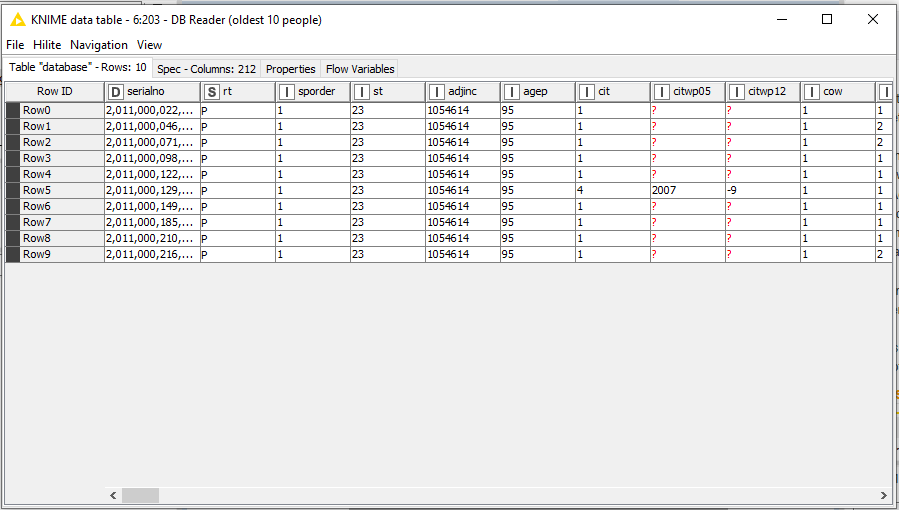 KNIME data table - 6:203 - DB Reader (oldest 10 people)
File Hilite Navigation View
Table "database" - Rows: 10 Spec - Columns: 212 Properties Flow Variables
Row ID D serialno S rt I sporder I st I adjinc I agep I cit I citwp05 I citwp12 I cow I
Row0 2,011,000,022,... P 1 23 1054614 95 1 ? ? 1 1
Row1 2,011,000,046,... P 1 23 1054614 95 1 ? ? 1 2
Row2 2,011,000,071,... P 1 23 1054614 95 1 ? ? 1 2
Row3 2,011,000,098,... P 1 23 1054614 95 1 ? ? 1 1
Row4 2,011,000,122,... P 1 23 1054614 95 1 ? ? 1 1
Row5 2,011,000,129,... P 1 23 1054614 95 4 2007 -9 1 1
Row6 2,011,000,149,... P 1 23 1054614 95 1 ? ? 1 1
Row7 2,011,000,185,... P 1 23 1054614 95 1 ? ? 1 1
Row8 2,011,000,210,... P 1 23 1054614 95 1 ? ? 1 1
Row9 2,011,000,216,... P 1 23 1054614 95 1 ? ? 1 2